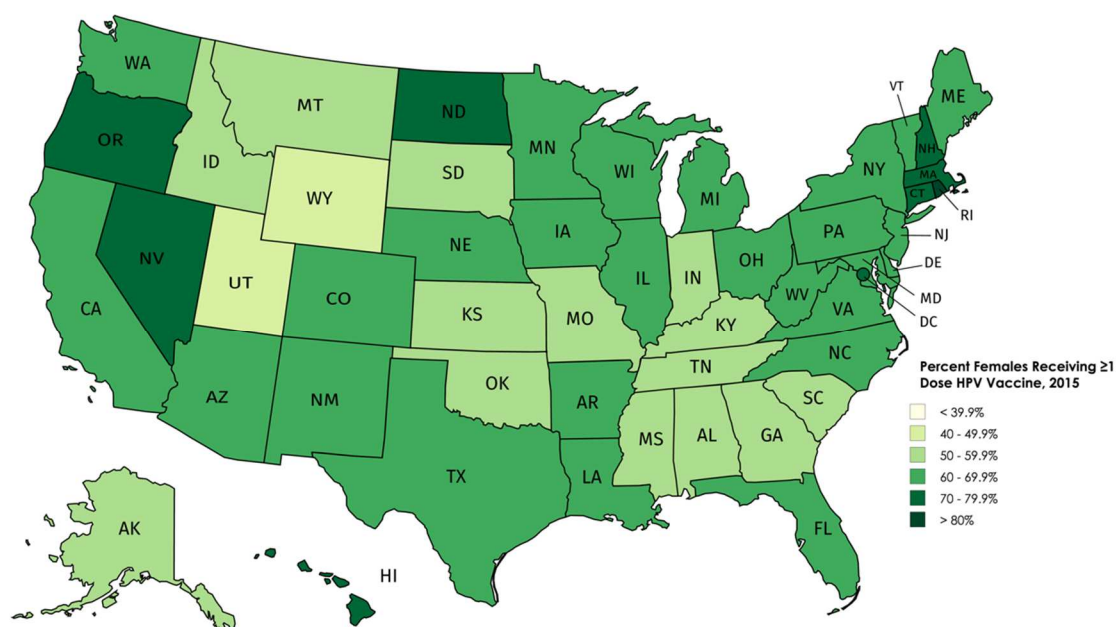 WA
MT
ND
MN
OR
ID
SD
WI
MI
NY
VT
ME
NH
MA
CT
RI
WY
NE
IA
PA
NJ
NV
UT
CO
IL
IN
OH
DE
MD
DC
CA
KS
MO
KY
WV
VA
AZ
NM
OK
AR
TN
NC
SC
MS
AL
GA
TX
LA
FL
AK
HI
Percent Females Receiving ≥1
Dose HPV Vaccine, 2015
< 39.9%
40 - 49.9%
50 - 59.9%
60 - 69.9%
70 - 79.9%
> 80%